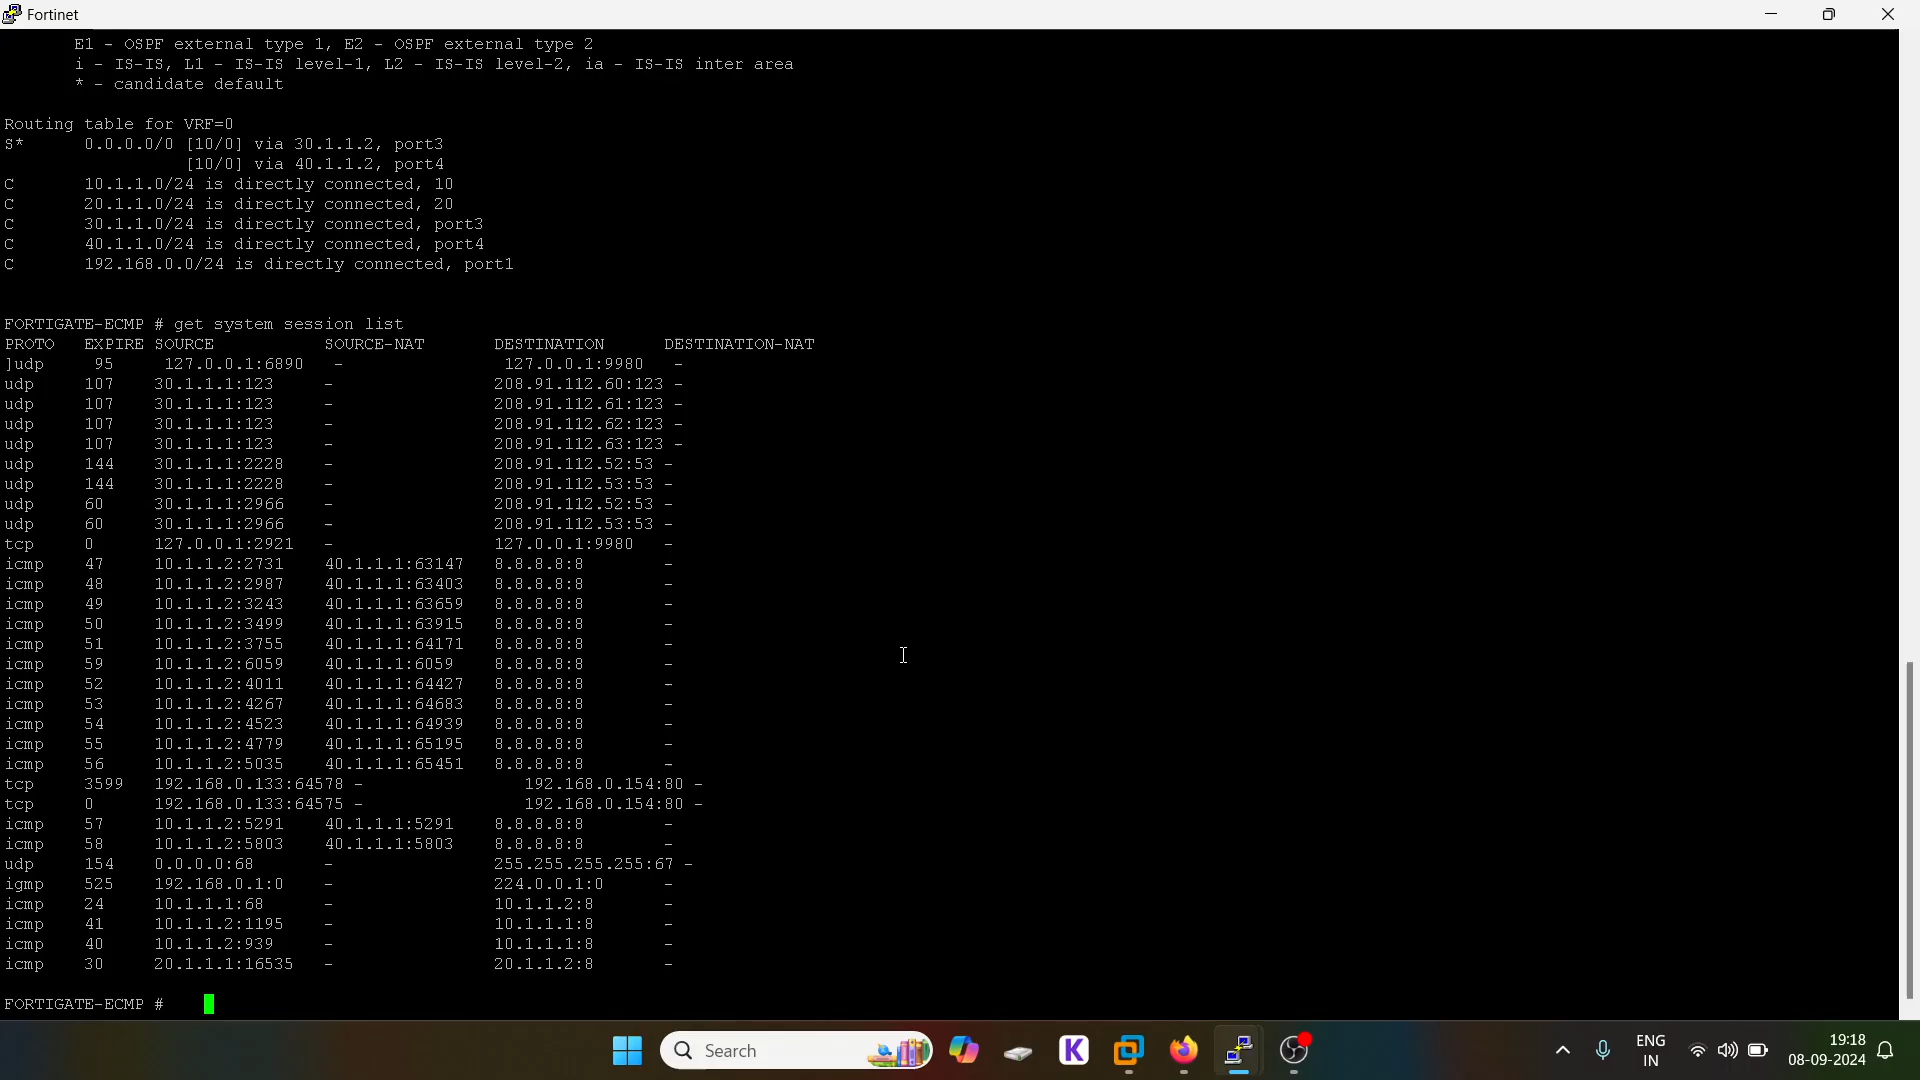 Fortinet
E1 - OSPF external type 1, E2 - OSPF external type 2
i - IS-IS, L1 - IS-IS level-1, L2 - IS-IS level-2, ia - IS-IS inter area
* - candidate default
Routing table for VRF=0
S* 0.0.0.0/0 [10/0] via 30.1.1.2, port3
[10/0] via 40.1.1.2, port4
C 10.1.1.0/24 is directly connected, 10
C 20.1.1.0/24 is directly connected, 20
C 30.1.1.0/24 is directly connected, port3
C 40.1.1.0/24 is directly connected, port4
C 192.168.0.0/24 is directly connected, port1
FORTIGATE-ECMP # get system session list
PROTO EXPIRE SOURCE SOURCE-NAT DESTINATION DESTINATION-NAT
]udp 95 127.0.0.1:6890 - 127.0.0.1:9980 -
udp 107 30.1.1.1:123 - 208.91.112.60:123 -
udp 107 30.1.1.1:123 - 208.91.112.61:123 -
udp 107 30.1.1.1:123 - 208.91.112.62:123 -
udp 107 30.1.1.1:123 - 208.91.112.63:123 -
udp 144 30.1.1.1:2228 - 208.91.112.52:53 -
udp 144 30.1.1.1:2228 - 208.91.112.53:53 -
udp 60 30.1.1.1:2966 - 208.91.112.52:53 -
udp 60 30.1.1.1:2966 - 208.91.112.53:53 -
tcp 0 127.0.0.1:2921 - 127.0.0.1:9980 -
icmp 47 10.1.1.2:2731 40.1.1.1:63147 8.8.8.8:8 -
icmp 48 10.1.1.2:2987 40.1.1.1:63403 8.8.8.8:8 -
icmp 49 10.1.1.2:3243 40.1.1.1:63659 8.8.8.8:8 -
icmp 50 10.1.1.2:3499 40.1.1.1:63915 8.8.8.8:8 -
icmp 51 10.1.1.2:3755 40.1.1.1:64171 8.8.8.8:8 -
icmp 59 10.1.1.2:6059 40.1.1.1:6059 8.8.8.8:8 -
icmp 52 10.1.1.2:4011 40.1.1.1:64427 8.8.8.8:8 -
icmp 53 10.1.1.2:4267 40.1.1.1:64683 8.8.8.8:8 -
icmp 54 10.1.1.2:4523 40.1.1.1:64939 8.8.8.8:8 -
icmp 55 10.1.1.2:4779 40.1.1.1:65195 8.8.8.8:8 -
icmp 56 10.1.1.2:5035 40.1.1.1:65451 8.8.8.8:8 -
tcp 3599 192.168.0.133:64578 - 192.168.0.154:80 -
tcp 0 192.168.0.133:64575 - 192.168.0.154:80 -
icmp 57 10.1.1.2:5291 40.1.1.1:5291 8.8.8.8:8 -
icmp 58 10.1.1.2:5803 40.1.1.1:5803 8.8.8.8:8 -
udp 154 0.0.0.0:68 - 255.255.255.255:67 -
igmp 525 192.168.0.1:0 - 224.0.0.1:0 -
icmp 24 10.1.1.1:68 - 10.1.1.2:8 -
icmp 41 10.1.1.2:1195 - 10.1.1.1:8 -
icmp 40 10.1.1.2:939 - 10.1.1.1:8 -
icmp 30 20.1.1.1:16535 - 20.1.1.2:8 -
FORTIGATE-ECMP #
Search
K
ENG
IN
19:18
08-09-2024